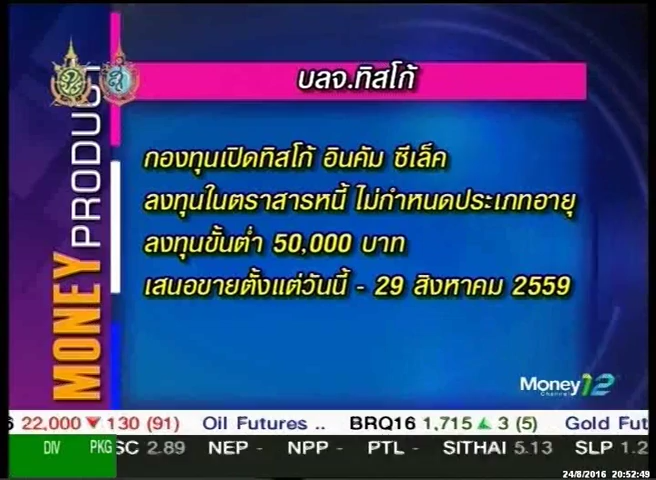 บลจ.ทิสโก้
MONEY PRODUCT
กองทุนเปิดทิสโก้ อินคัม ซีเล็ค
ลงทุนในตราสารหนี้ ไม่กำหนดประเภทอายุ
ลงทุนขั้นต่ำ 50,000 บาท
เสนอขายตั้งแต่วันนี้ - 29 สิงหาคม 2559
Money Channel 12
6 22,000 ▼ 130 (91) Oil Futures .. BRQ16 1,715 ▲ 3 (5) Gold Fut
DIV PKG SC 2.89 NEP - NPP - PTL - SITHAI 5.13 SLP 1.2
24/8/2016 20:52:49